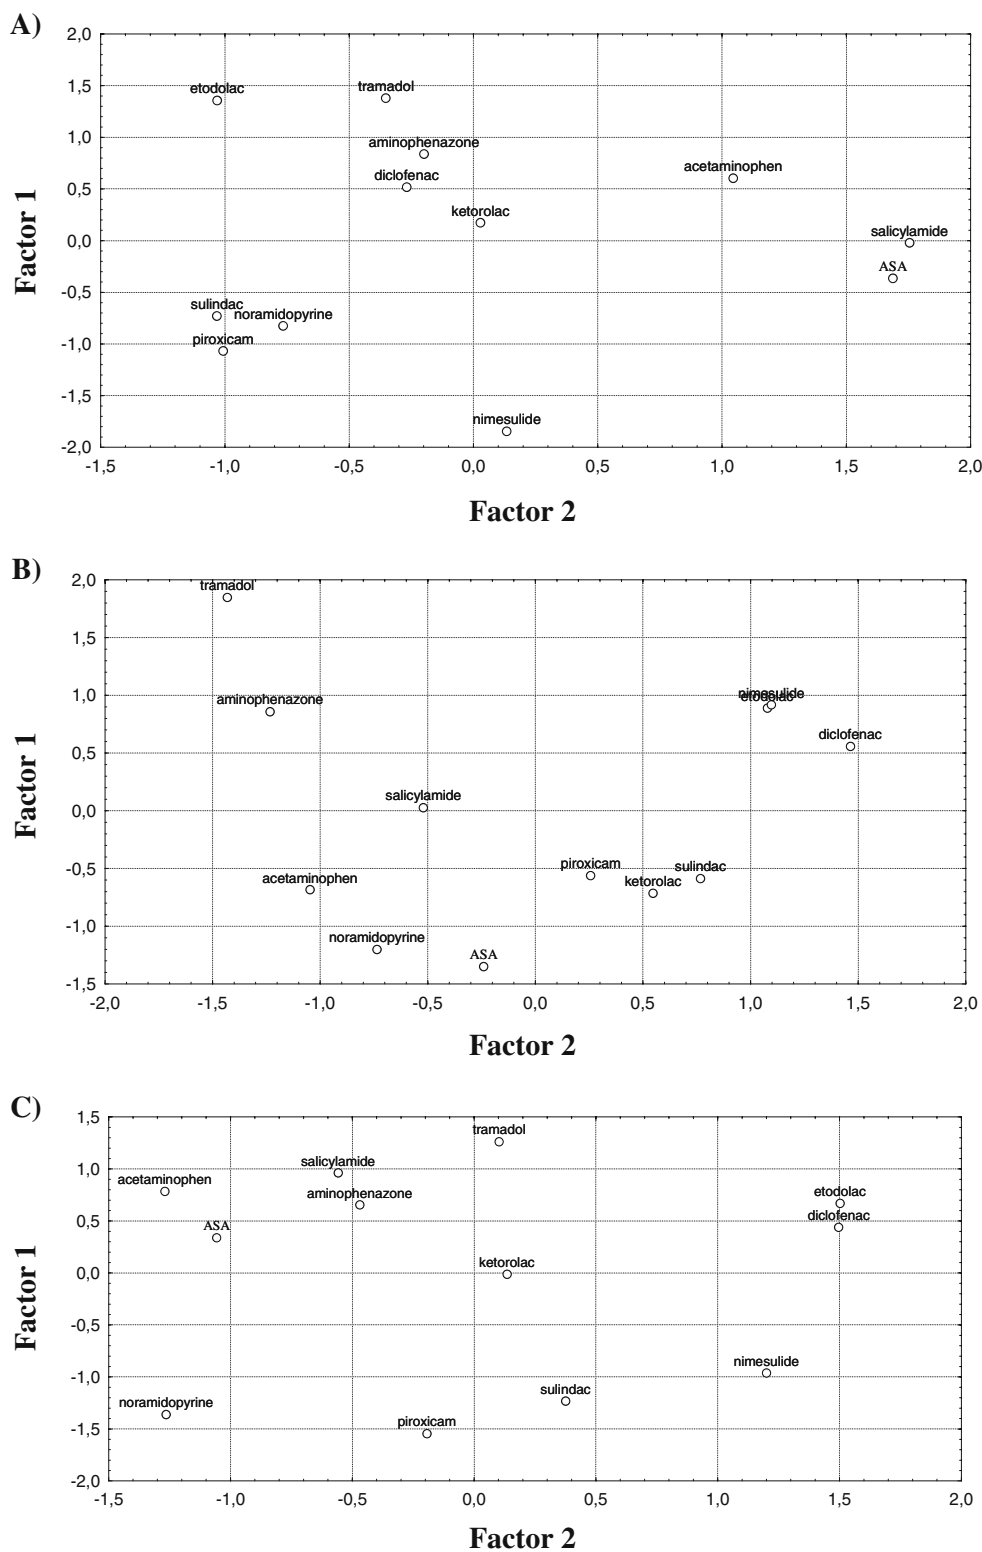 A)
2,0
1,5
etodolac
tramadol
1,0
aminophenazone
diclofenac
acetaminophen
0,5
ketorolac
salicylamide
0,0
ASA
-0,5
sulindac
noramidopyrine
piroxicam
-1,0
-1,5
nimesulide
-2,0
-1,5 -1,0 -0,5 0,0 0,5 1,0 1,5 2,0
Factor 1
Factor 2
B)
2,0
tramadol
1,5
1,0
aminophenazone
nimesulide
etodolac
diclofenac
0,5
salicylamide
0,0
piroxicam
sulindac
-0,5
acetaminophen
ketorolac
-1,0
noramidopyrine
ASA
-1,5
-2,0 -1,5 -1,0 -0,5 0,0 0,5 1,0 1,5 2,0
Factor 1
Factor 2
C)
1,5
tramadol
salicylamide
1,0
acetaminophen
aminophenazone
etodolac
diclofenac
0,5
ASA
ketorolac
0,0
-0,5
nimesulide
-1,0
sulindac
noramidopyrine
piroxicam
-1,5
-2,0
-1,5 -1,0 -0,5 0,0 0,5 1,0 1,5 2,0
Factor 1
Factor 2